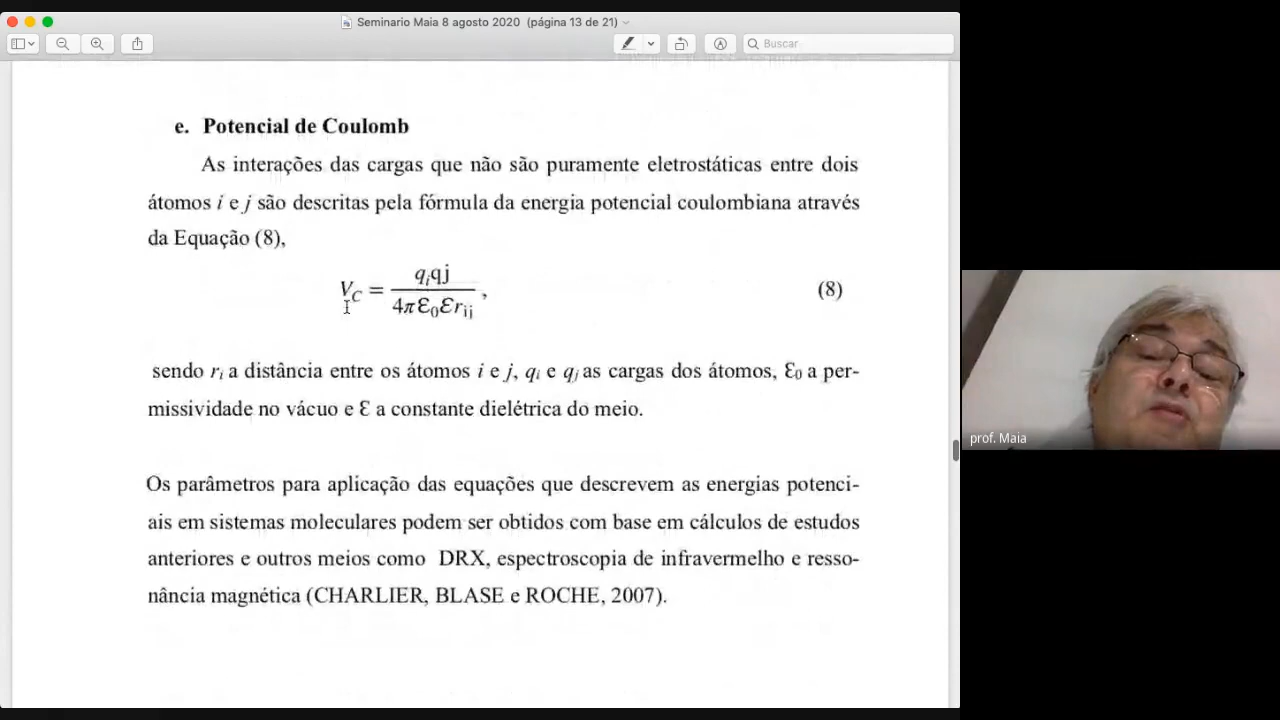 Seminario Maia 8 agosto 2020 (página 13 de 21)
Buscar
e. Potencial de Coulomb
As interações das cargas que não são puramente eletrostáticas entre dois
átomos i e j são descritas pela fórmula da energia potencial coulombiana através
da Equação (8),
V_C = q_i qj / 4πƐ_0Ɛr_ij , (8)
sendo r_i a distância entre os átomos i e j, q_i e q_j as cargas dos átomos, Ɛ_0 a per-
missividade no vácuo e Ɛ a constante dielétrica do meio.
Os parâmetros para aplicação das equações que descrevem as energias potenci-
ais em sistemas moleculares podem ser obtidos com base em cálculos de estudos
anteriores e outros meios como DRX, espectroscopia de infravermelho e resso-
nância magnética (CHARLIER, BLASE e ROCHE, 2007).
prof. Maia